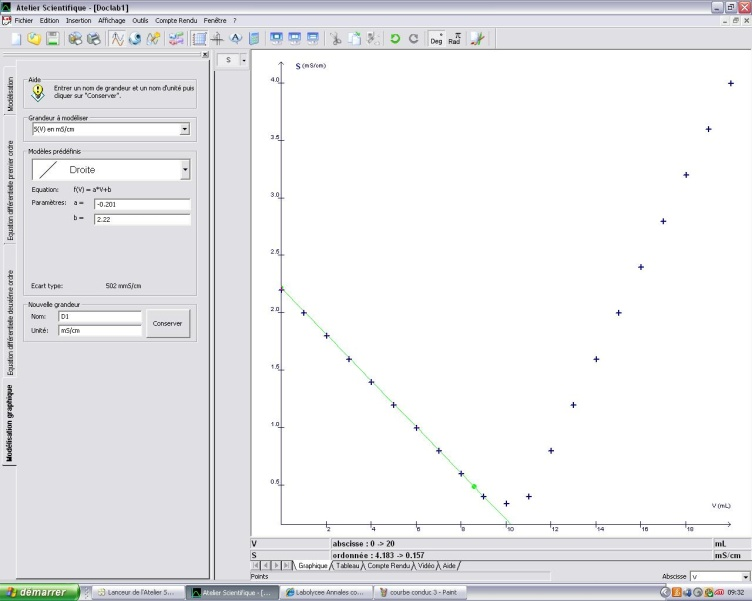 Atelier Scientifique - [Doclab1]
Fichier Edition Insertion Affichage Outils Compte Rendu Fenêtre ?
Deg Rad
S
Modélisation
Equation différentielle premier ordre
Equation différentielle deuxième ordre
Modélisation graphique
Aide
Entrer un nom de grandeur et un nom d'unité puis
cliquer sur "Conserver".
Grandeur à modéliser
S(V) en mS/cm
Modèles prédéfinis
Droite
Equation: f(V) = a*V+b
Paramètres: a = -0.201
b = 2.22
Ecart type: 502 mmS/cm
Nouvelle grandeur
Nom: D1
Unité: mS/cm
Conserver
S (mS/cm)
4.0
3.5
3.0
2.5
2.0
1.5
1.0
0.5
V (mL)
2 4 6 8 10 12 14 16 18
V abscisse : 0 -> 20 mL
S ordonnée : 4.183 -> 0.157 mS/cm
Graphique Tableau Compte Rendu Vidéo Aide
Points
Abscisse V
démarrer
Lanceur de l'Atelier S...
Atelier Scientifique - [...
Labolycee Annales co...
courbe conduc 3 - Paint
09:32